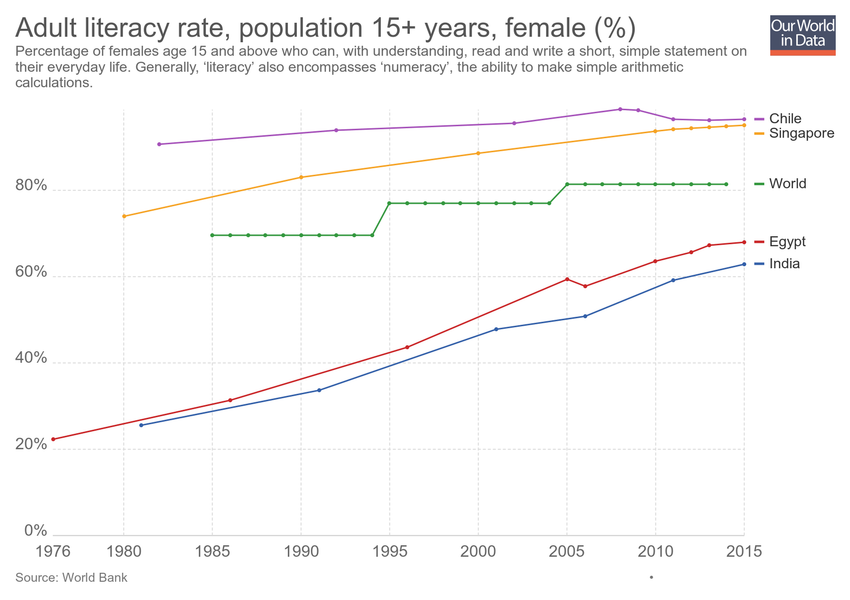 Adult literacy rate, population 15+ years, female (%)
Our World
in Data
Percentage of females age 15 and above who can, with understanding, read and write a short, simple statement on
their everyday life. Generally, ‘literacy’ also encompasses ‘numeracy’, the ability to make simple arithmetic
calculations.
Chile
Singapore
80%
World
Egypt
60%
India
40%
20%
0%
1976 1980 1985 1990 1995 2000 2005 2010 2015
Source: World Bank